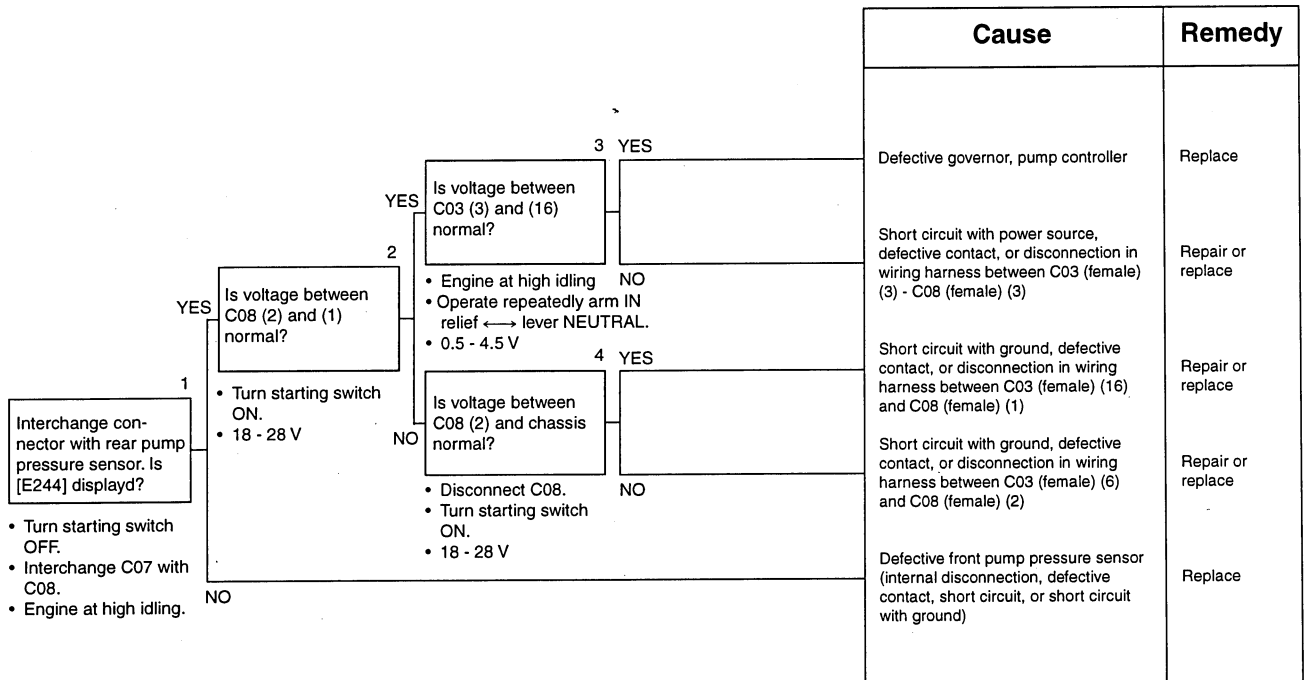 Cause
Remedy
3 YES
Is voltage between
C03 (3) and (16)
normal?
YES
Defective governor, pump controller
Replace
2
• Engine at high idling
• Operate repeatedly arm IN
relief ←→ lever NEUTRAL.
• 0.5 - 4.5 V
NO
Short circuit with power source,
defective contact, or disconnection in
wiring harness between C03 (female)
(3) - C08 (female) (3)
Repair or
replace
YES
Is voltage between
C08 (2) and (1)
normal?
• Turn starting switch
ON.
• 18 - 28 V
4 YES
Is voltage between
C08 (2) and chassis
normal?
NO
Short circuit with ground, defective
contact, or disconnection in wiring
harness between C03 (female) (16)
and C08 (female) (1)
Repair or
replace
1
Interchange con-
nector with rear pump
pressure sensor. Is
[E244] displayd?
• Disconnect C08.
• Turn starting switch
ON.
• 18 - 28 V
NO
Short circuit with ground, defective
contact, or disconnection in wiring
harness between C03 (female) (6)
and C08 (female) (2)
Repair or
replace
• Turn starting switch
OFF.
• Interchange C07 with
C08.
• Engine at high idling.
NO
Defective front pump pressure sensor
(internal disconnection, defective
contact, short circuit, or short circuit
with ground)
Replace